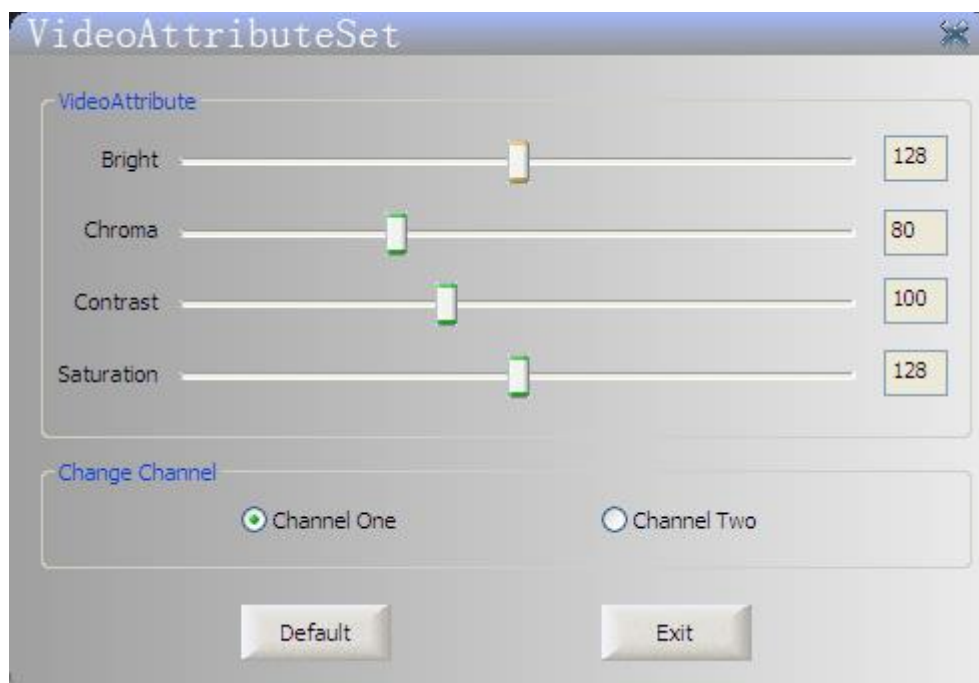 VideoAttributeSet
VideoAttribute
Bright 128
Chroma 80
Contrast 100
Saturation 128
Change Channel
Channel One Channel Two
Default Exit